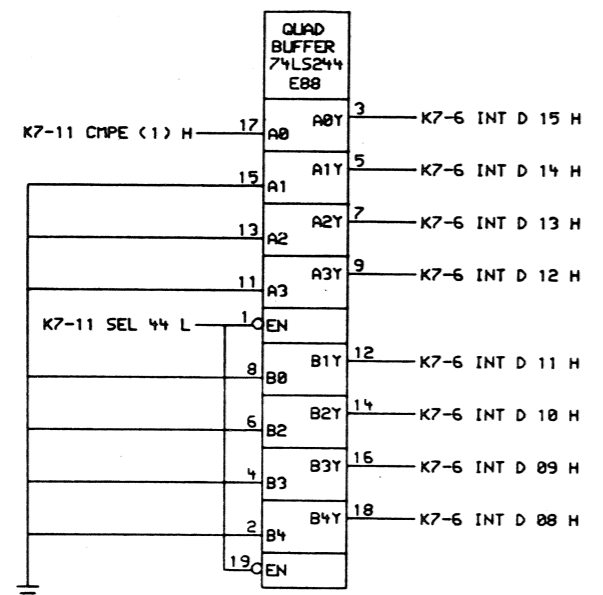 QUAD
BUFFER
74LS244
E88
K7-11 CMPE (1) H 17 A0 A0Y 3 K7-6 INT D 15 H
15 A1 A1Y 5 K7-6 INT D 14 H
13 A2 A2Y 7 K7-6 INT D 13 H
11 A3 A3Y 9 K7-6 INT D 12 H
K7-11 SEL 44 L 1 EN
8 B0 B1Y 12 K7-6 INT D 11 H
6 B2 B2Y 14 K7-6 INT D 10 H
4 B3 B3Y 16 K7-6 INT D 09 H
2 B4 B4Y 18 K7-6 INT D 08 H
19 EN